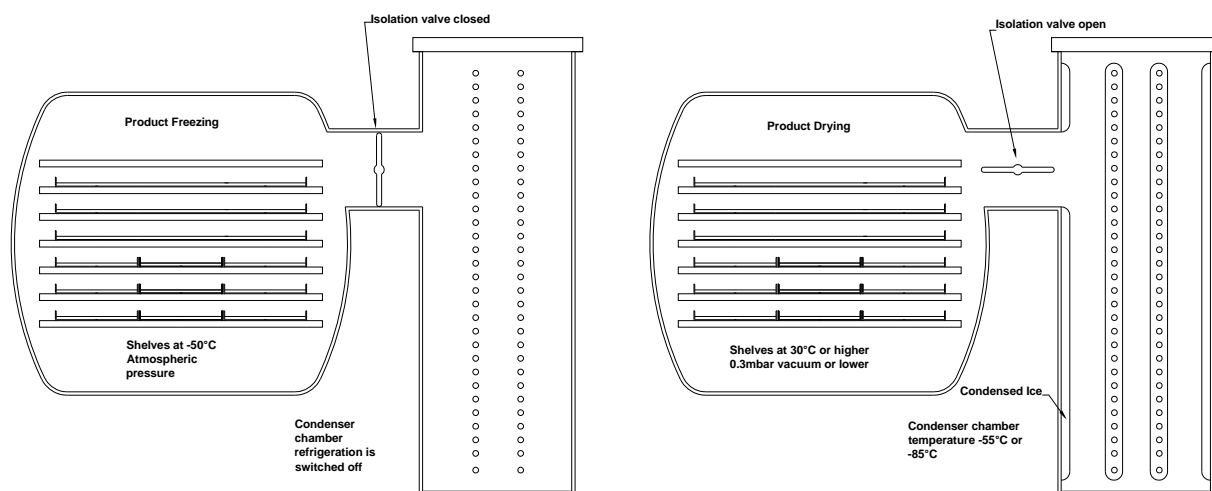 Isolation valve closed
Product Freezing
Shelves at -50°C
Atmospheric
pressure
Condenser
chamber
refrigeration is
switched off
Isolation valve open
Product Drying
Shelves at 30°C or higher
0.3mbar vacuum or lower
Condensed Ice
Condenser chamber
temperature -55°C or
-85°C